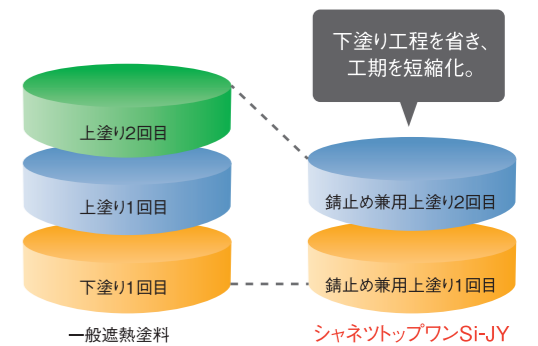 下塗り工程を省き、
工期を短縮化。
上塗り2回目
上塗り1回目
下塗り1回目
一般遮熱塗料
錆止め兼用上塗り2回目
錆止め兼用上塗り1回目
シャネツトップワンSi-JY